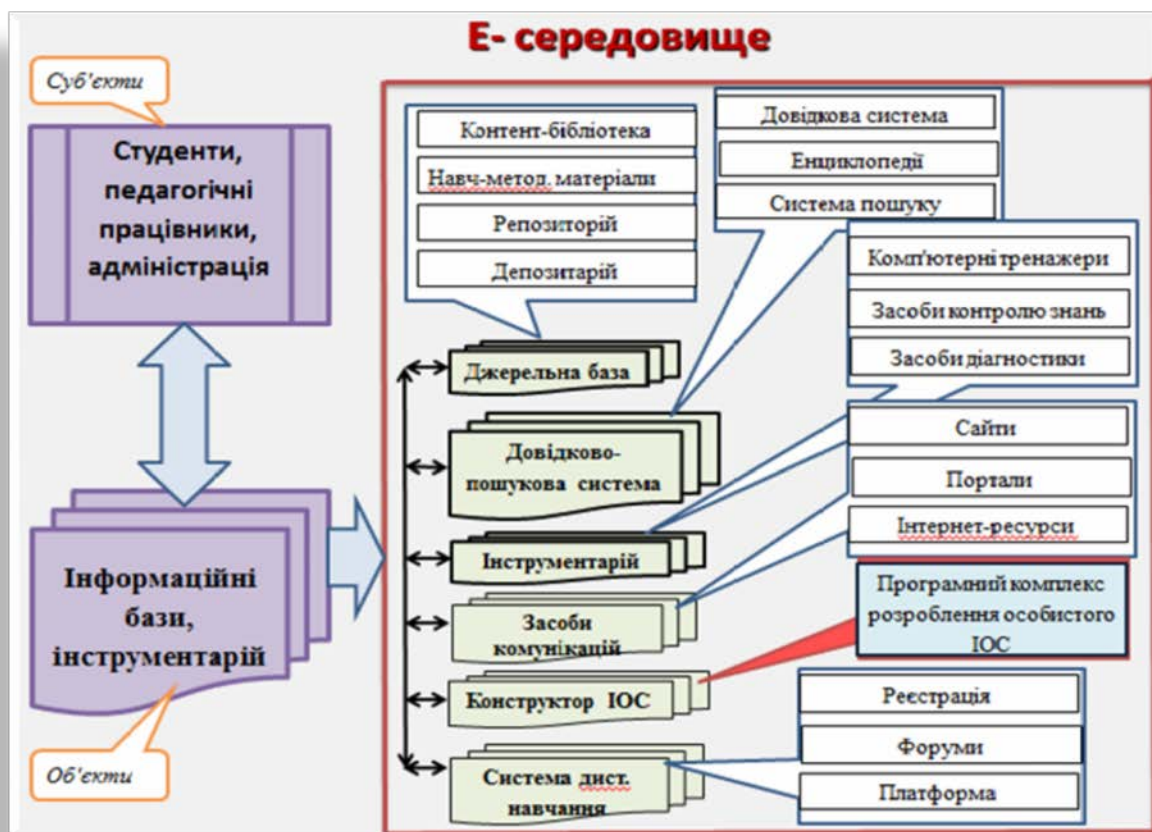 Е- середовище
Суб'єкти
Студенти,
педагогічні
працівники,
адміністрація
Інформаційні
бази,
інструментарій
Об'єкти
Контент-бібліотека
Навч-метод. матеріали
Репозиторій
Депозитарій
Довідкова система
Енциклопедії
Система пошуку
Комп'ютерні тренажери
Засоби контролю знань
Засоби діагностики
Джерельна база
Довідково-
пошукова система
Інструментарій
Засоби
комунікацій
Конструктор ІОС
Система дист.
навчання
Сайти
Портали
Інтернет-ресурси
Програмний комплекс
розроблення особистого
ІОС
Реєстрація
Форуми
Платформа